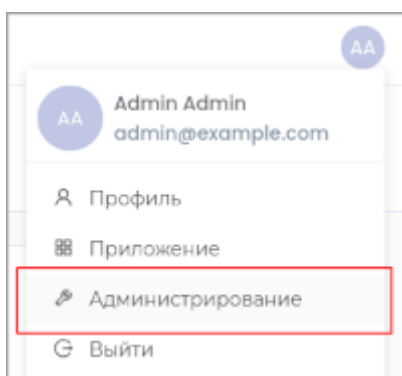 AA
AA
Admin Admin
admin@example.com
Профиль
Приложение
Администрирование
Выйти